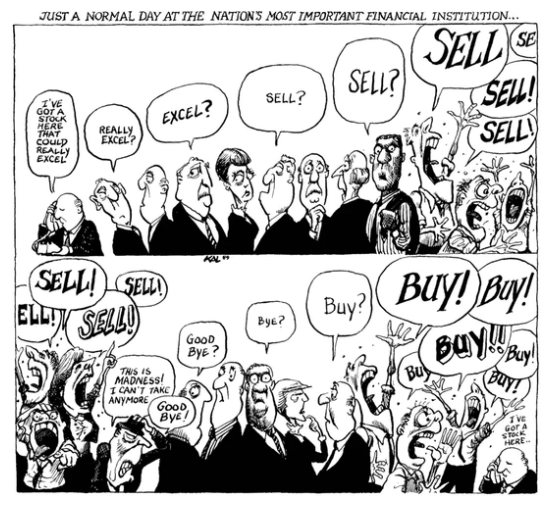 JUST A NORMAL DAY AT THE NATION'S MOST IMPORTANT FINANCIAL INSTITUTION...
I'VE
GOT A
STOCK
HERE
THAT
COULD
REALLY
EXCEL
REALLY
EXCEL?
EXCEL?
SELL?
SELL?
SELL
SE
SELL!
SELL!
KAL
SELL!
SELL!
ELL!
SELL!
THIS IS
MADNESS!
I CAN'T TAKE
ANYMORE
GOOD
BYE!
GOOD
BYE?
BYE?
BUY?
BUY!
BUY!
BUY!!
BU
BUY!
BUY!
I'VE
GOT A
STOCK
HERE..